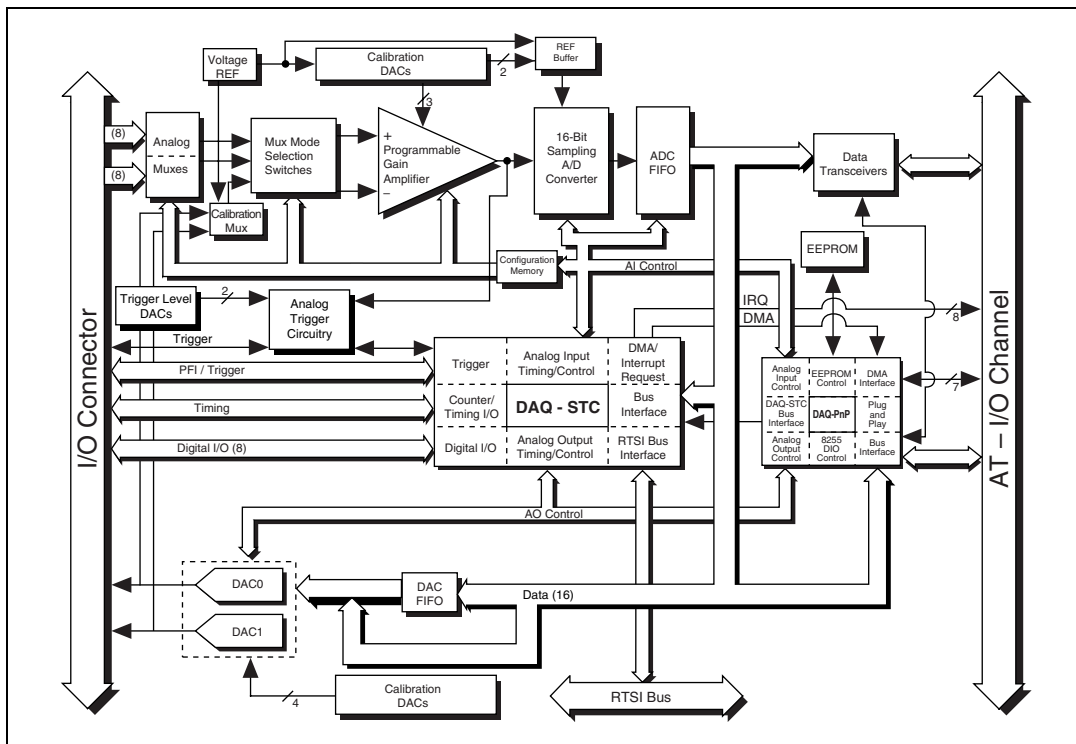 Voltage
REF
Calibration
DACs
2
REF
Buffer
3
(8)
(8)
Analog
Muxes
Mux Mode
Selection
Switches
+
Programmable
Gain
Amplifier
–
16-Bit
Sampling
A/D
Converter
ADC
FIFO
Data
Transceivers
Calibration
Mux
Configuration
Memory
AI Control
EEPROM
Trigger Level
DACs
2
Analog
Trigger
Circuitry
Trigger
IRQ
DMA
8
I/O Connector
AT – I/O Channel
PFI / Trigger
Timing
Digital I/O (8)
Trigger
Analog Input
Timing/Control
DMA/
Interrupt
Request
Counter/
Timing I/O
DAQ - STC
Bus
Interface
Digital I/O
Analog Output
Timing/Control
RTSI Bus
Interface
Analog
Input
Control
EEPROM
Control
DMA
Interface
DAQ-STC
Bus
Interface
DAQ-PnP
Plug
and
Play
Analog
Output
Control
8255
DIO
Control
Bus
Interface
7
AO Control
DAC0
DAC1
DAC
FIFO
Data (16)
4
Calibration
DACs
RTSI Bus